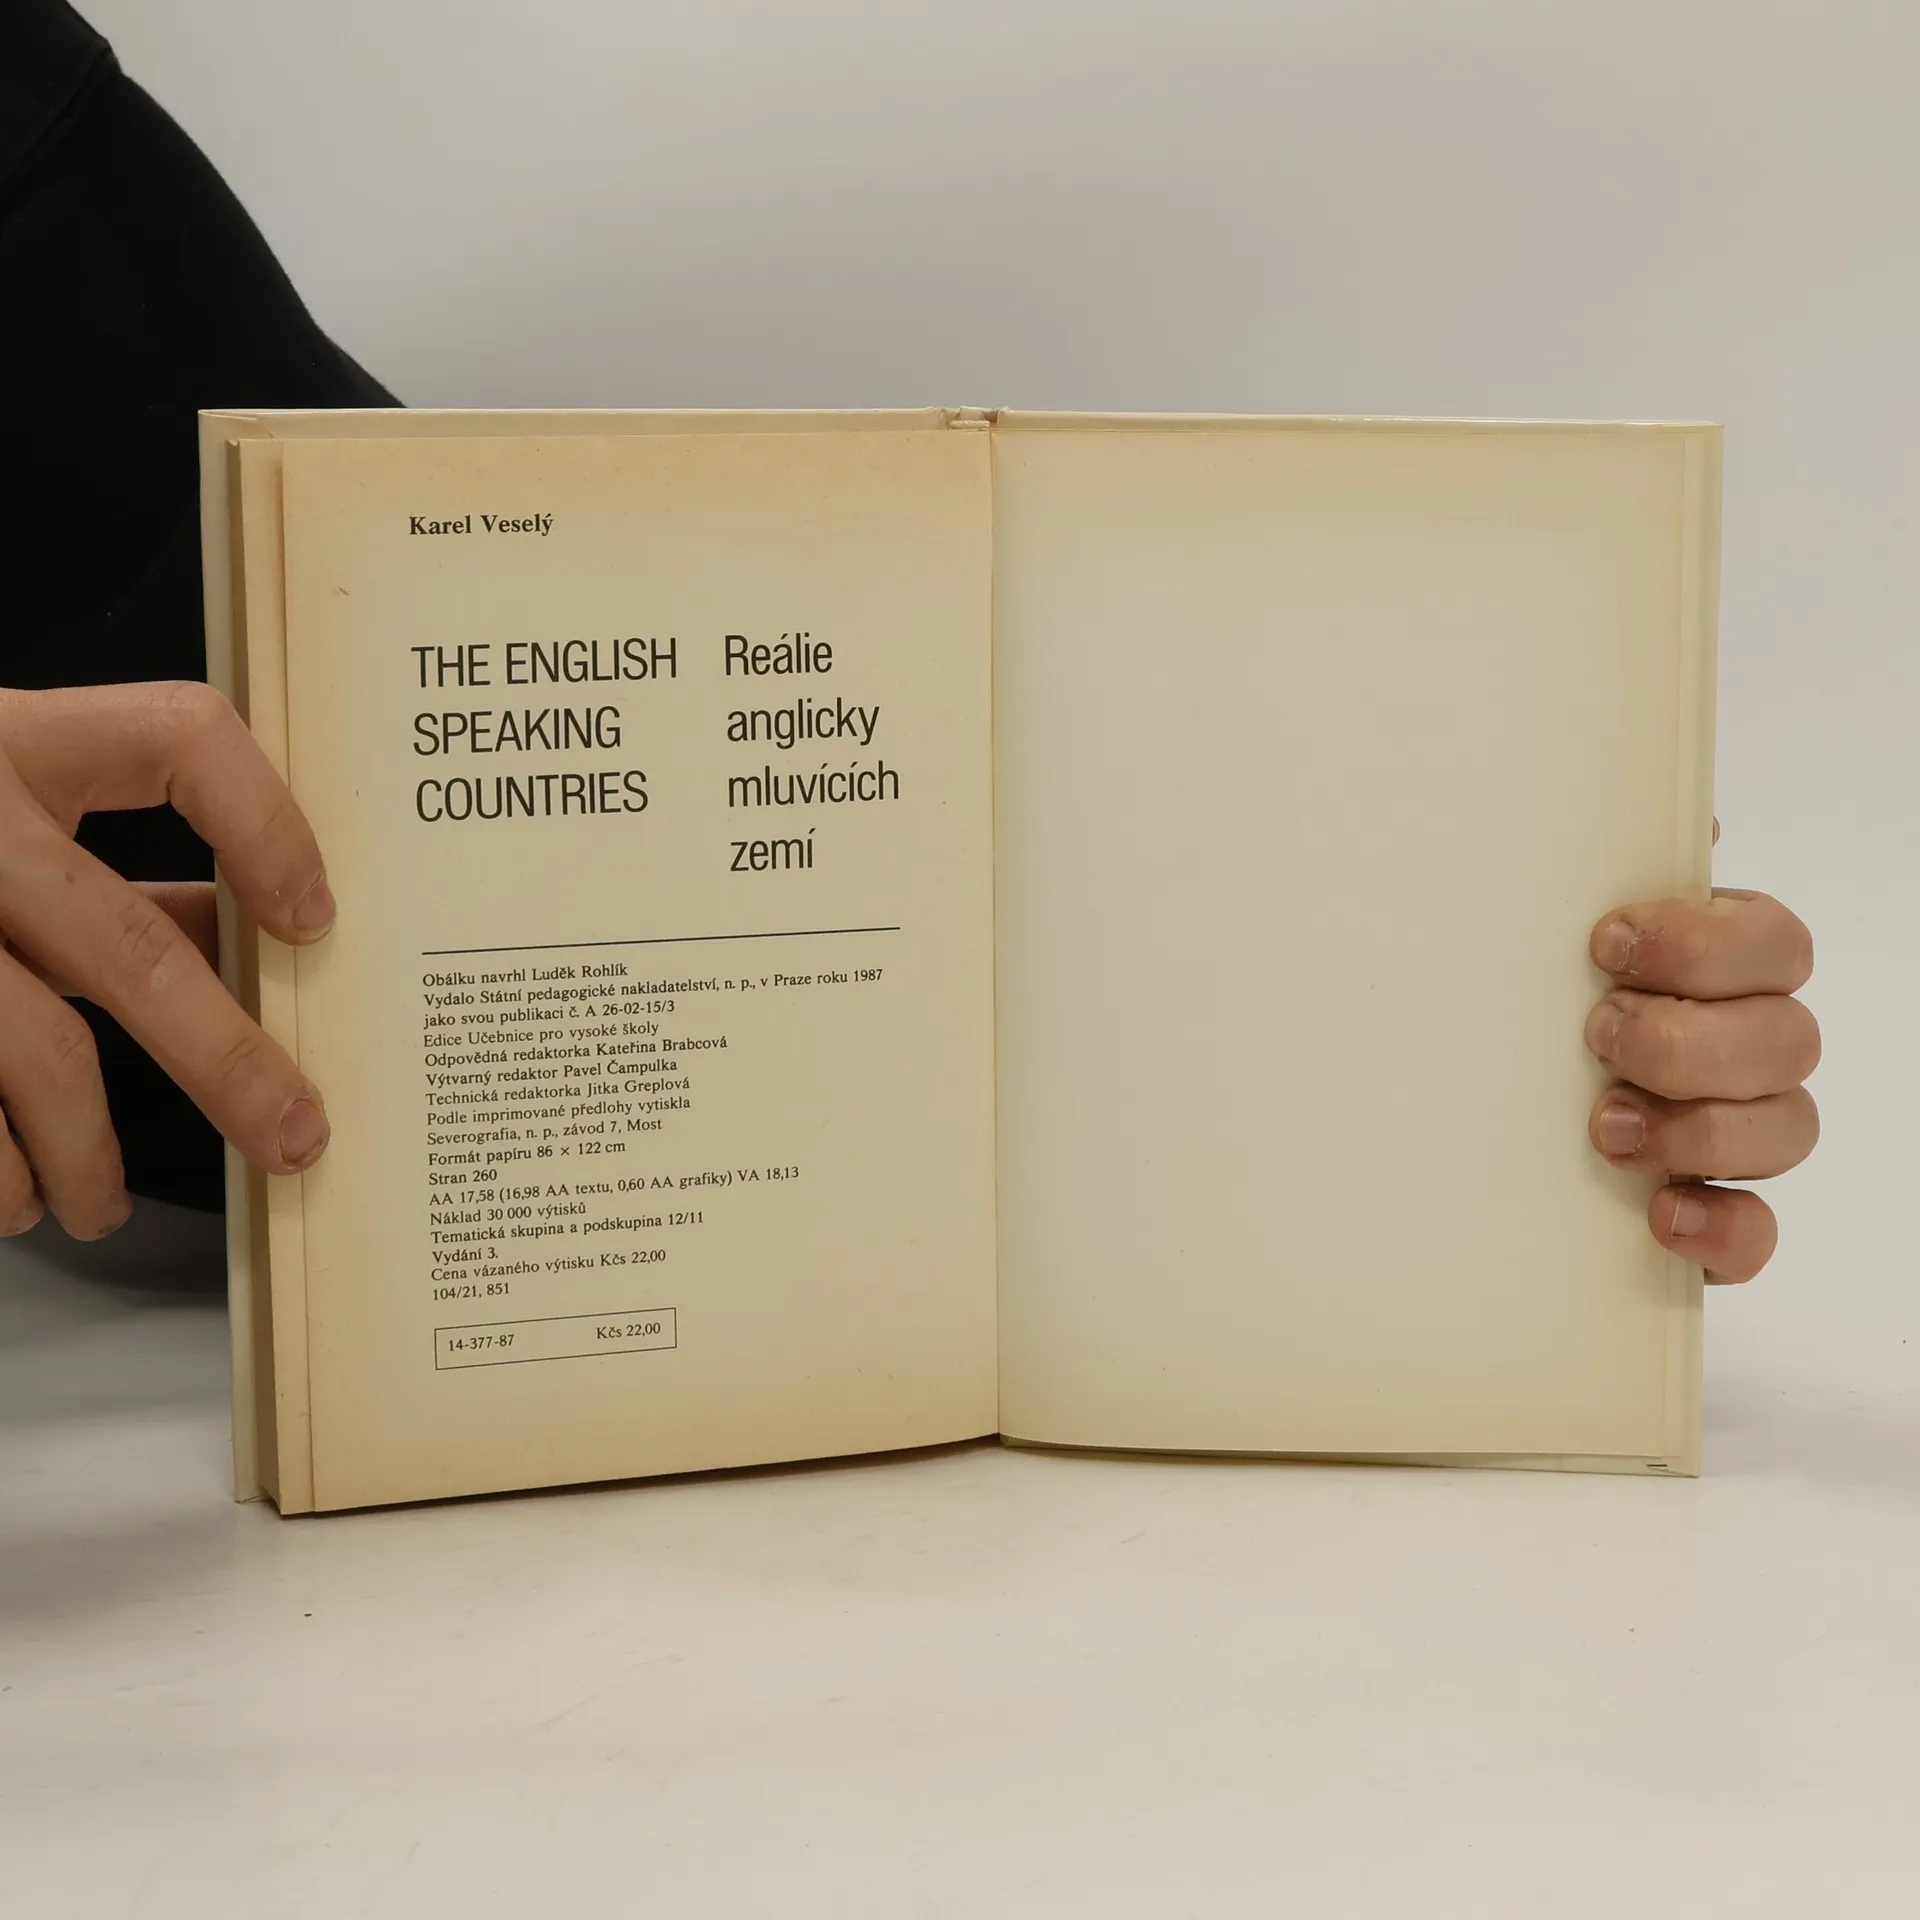 Karel Veselý
THE ENGLISH
SPEAKING
COUNTRIES
Reálie
anglicky
mluvících
zemí
Obálku navrhl Luděk Rohlík
Vydalo Státní pedagogické nakladatelství, n. p., v Praze roku 1987
jako svou publikaci č. A 26-02-15/3
Edice Učebnice pro vysoké školy
Odpovědná redaktorka Kateřina Brabcová
Výtvarný redaktor Pavel Čampulka
Technická redaktorka Jitka Greplová
Podle imprimované předlohy vytiskla
Severografia, n. p., závod 7, Most
Formát papíru 86 × 122 cm
Stran 260
AA 17,58 (16,98 AA textu, 0,60 AA grafiky) VA 18,13
Náklad 30 000 výtisků
Tematická skupina a podskupina 12/11
Vydání 3.
Cena vázaného výtisku Kčs 22,00
104/21, 851
14-377-87 Kčs 22,00